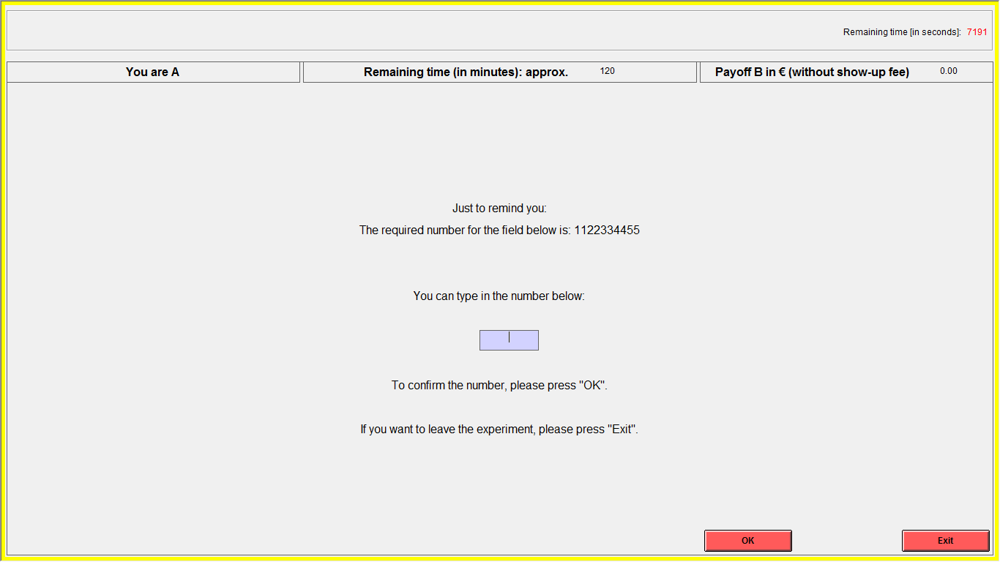 Remaining time [in seconds]: 7191
You are A
Remaining time (in minutes): approx. 120
Payoff B in € (without show-up fee) 0.00
Just to remind you:
The required number for the field below is: 1122334455
You can type in the number below:
To confirm the number, please press "OK".
If you want to leave the experiment, please press "Exit".
OK
Exit